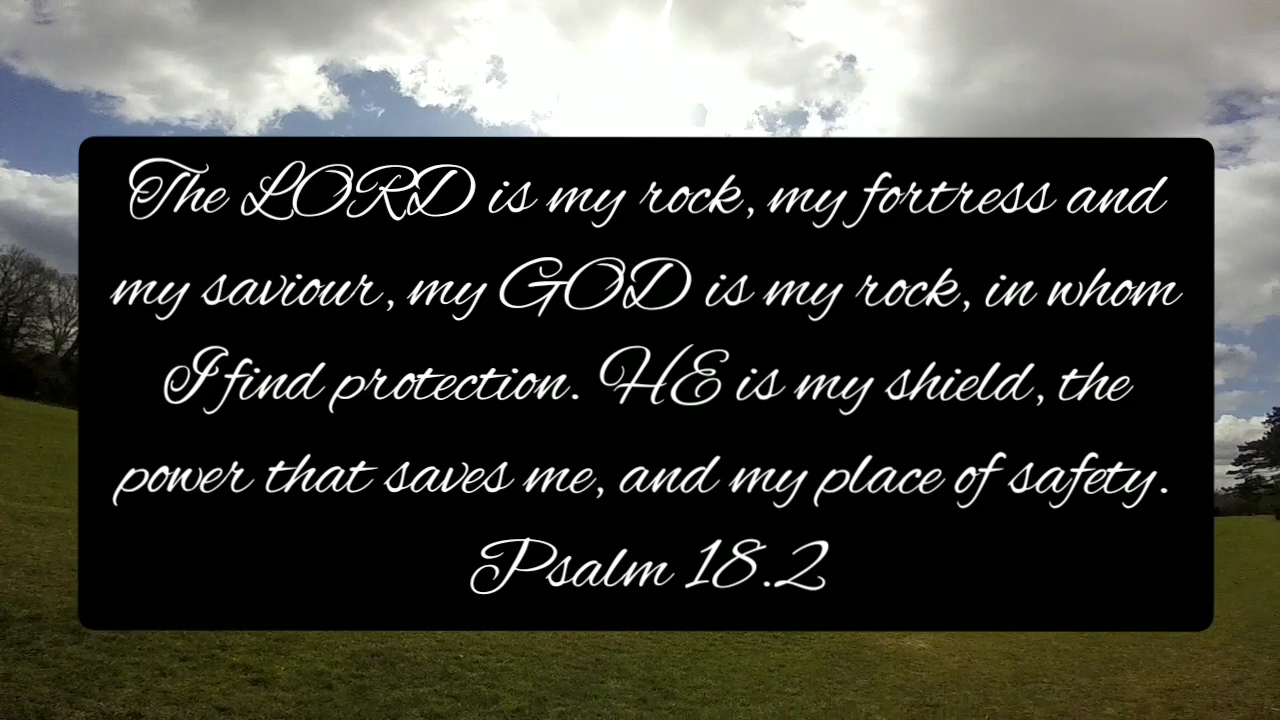 The LORD is my rock, my fortress and
my saviour, my GOD is my rock, in whom
I find protection. HE is my shield, the
power that saves me, and my place of safety.
Psalm 18.2